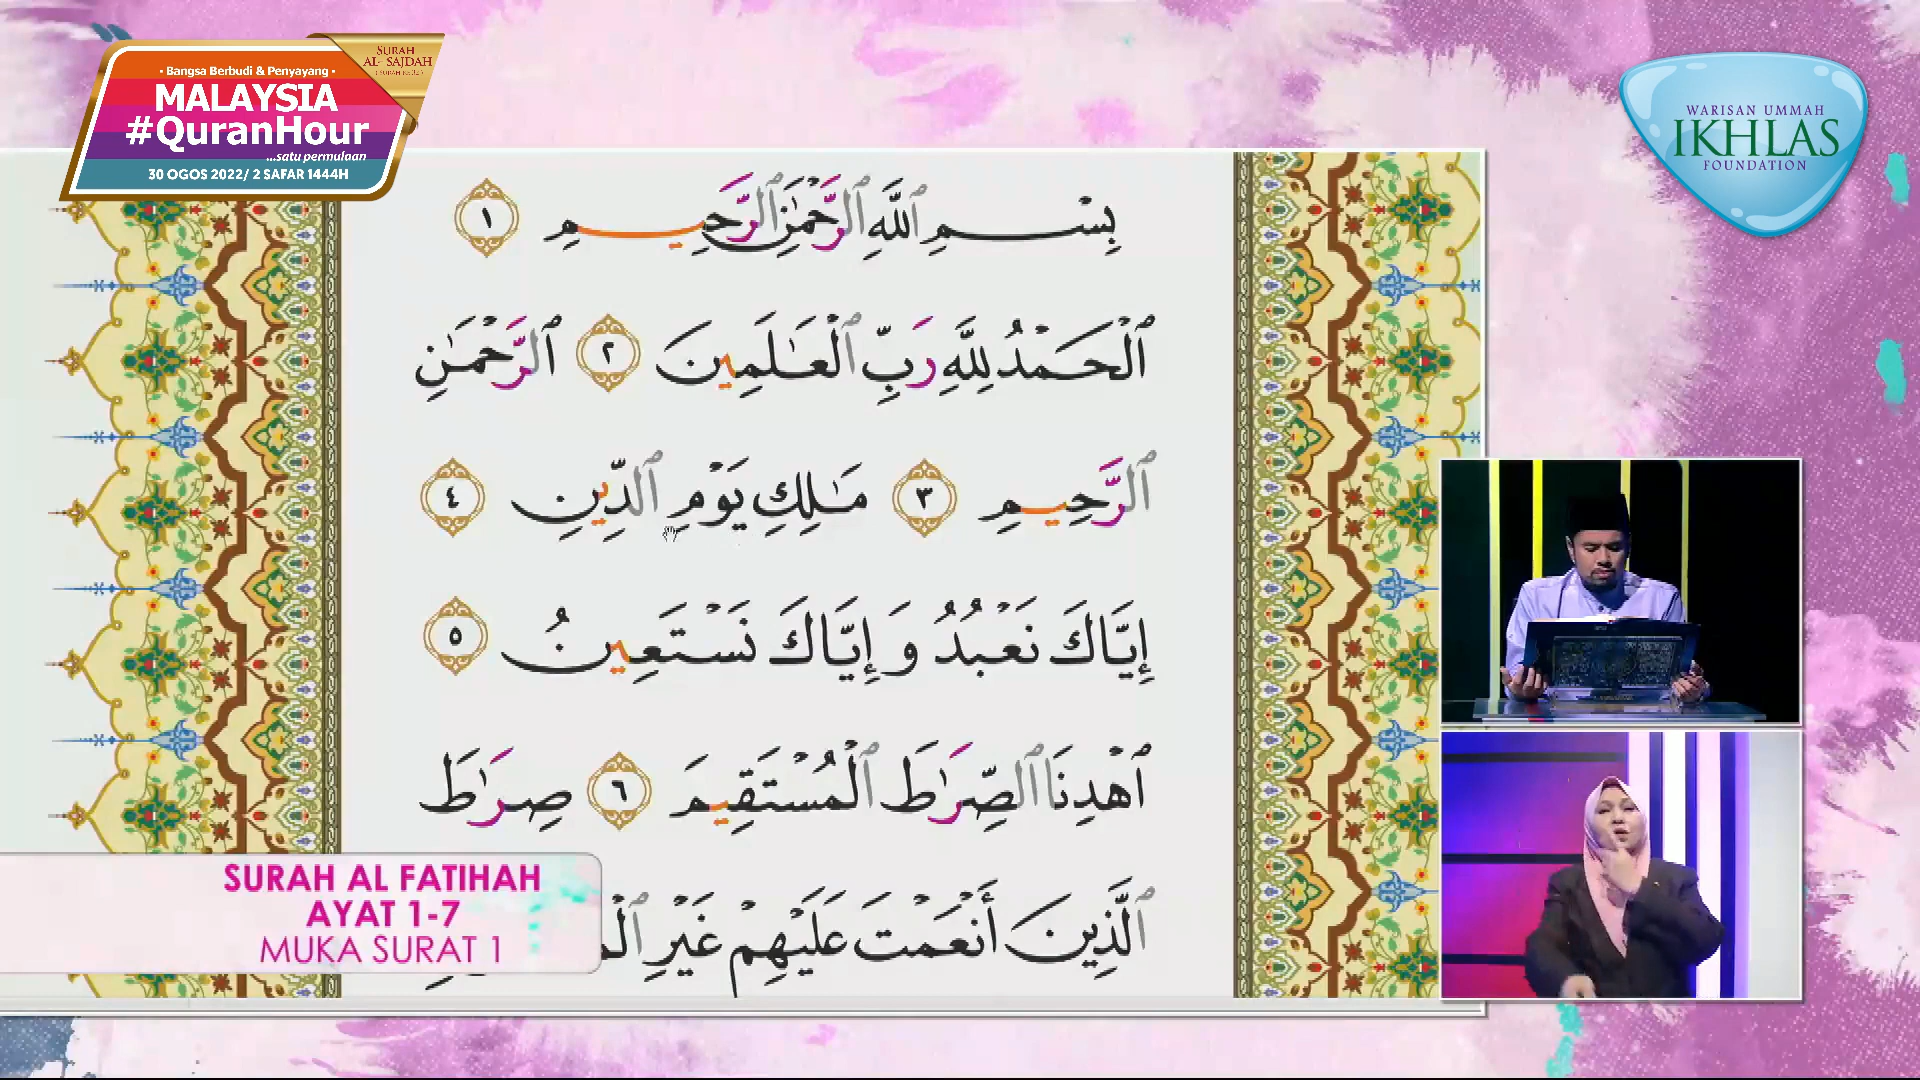 SURAH
AL- SAJDAH
• Bangsa Berbudi & Penyayang •
MALAYSIA
#QuranHour
...satu permulaan
30 OGOS 2022/ 2 SAFAR 1444H
WARISAN UMMAH
IKHLAS
FOUNDATION
بِسْمِ ٱللَّهِ ٱلرَّحْمَٰنِ ٱلرَّحِيمِ ١
ٱلْحَمْدُ لِلَّهِ رَبِّ ٱلْعَٰلَمِينَ ٢ ٱلرَّحْمَٰنِ
ٱلرَّحِيمِ ٣ مَٰلِكِ يَوْمِ ٱلدِّينِ ٤
إِيَّاكَ نَعْبُدُ وَإِيَّاكَ نَسْتَعِينُ ٥
ٱهْدِنَا ٱلصِّرَٰطَ ٱلْمُسْتَقِيمَ ٦ صِرَٰطَ
ٱلَّذِينَ أَنْعَمْتَ عَلَيْهِمْ غَيْرِ
SURAH AL FATIHAH
AYAT 1-7
MUKA SURAT 1